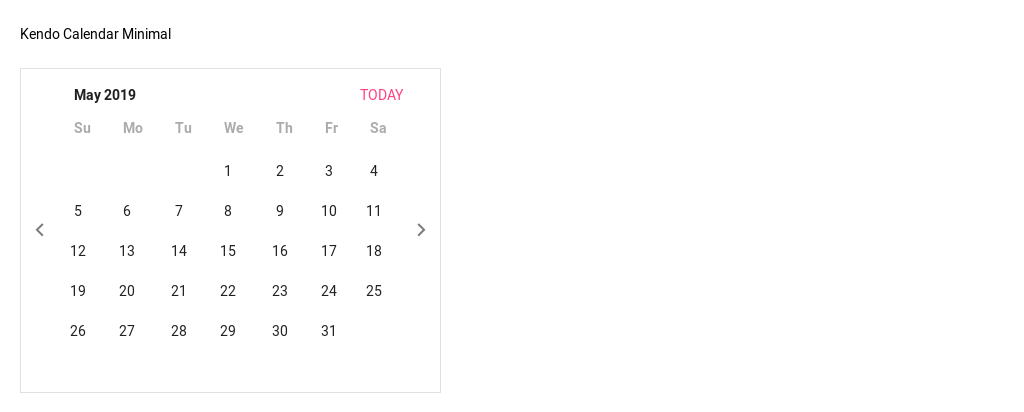 Kendo Calendar Minimal
May 2019 TODAY
Su Mo Tu We Th Fr Sa
1 2 3 4
5 6 7 8 9 10 11
12 13 14 15 16 17 18
19 20 21 22 23 24 25
26 27 28 29 30 31